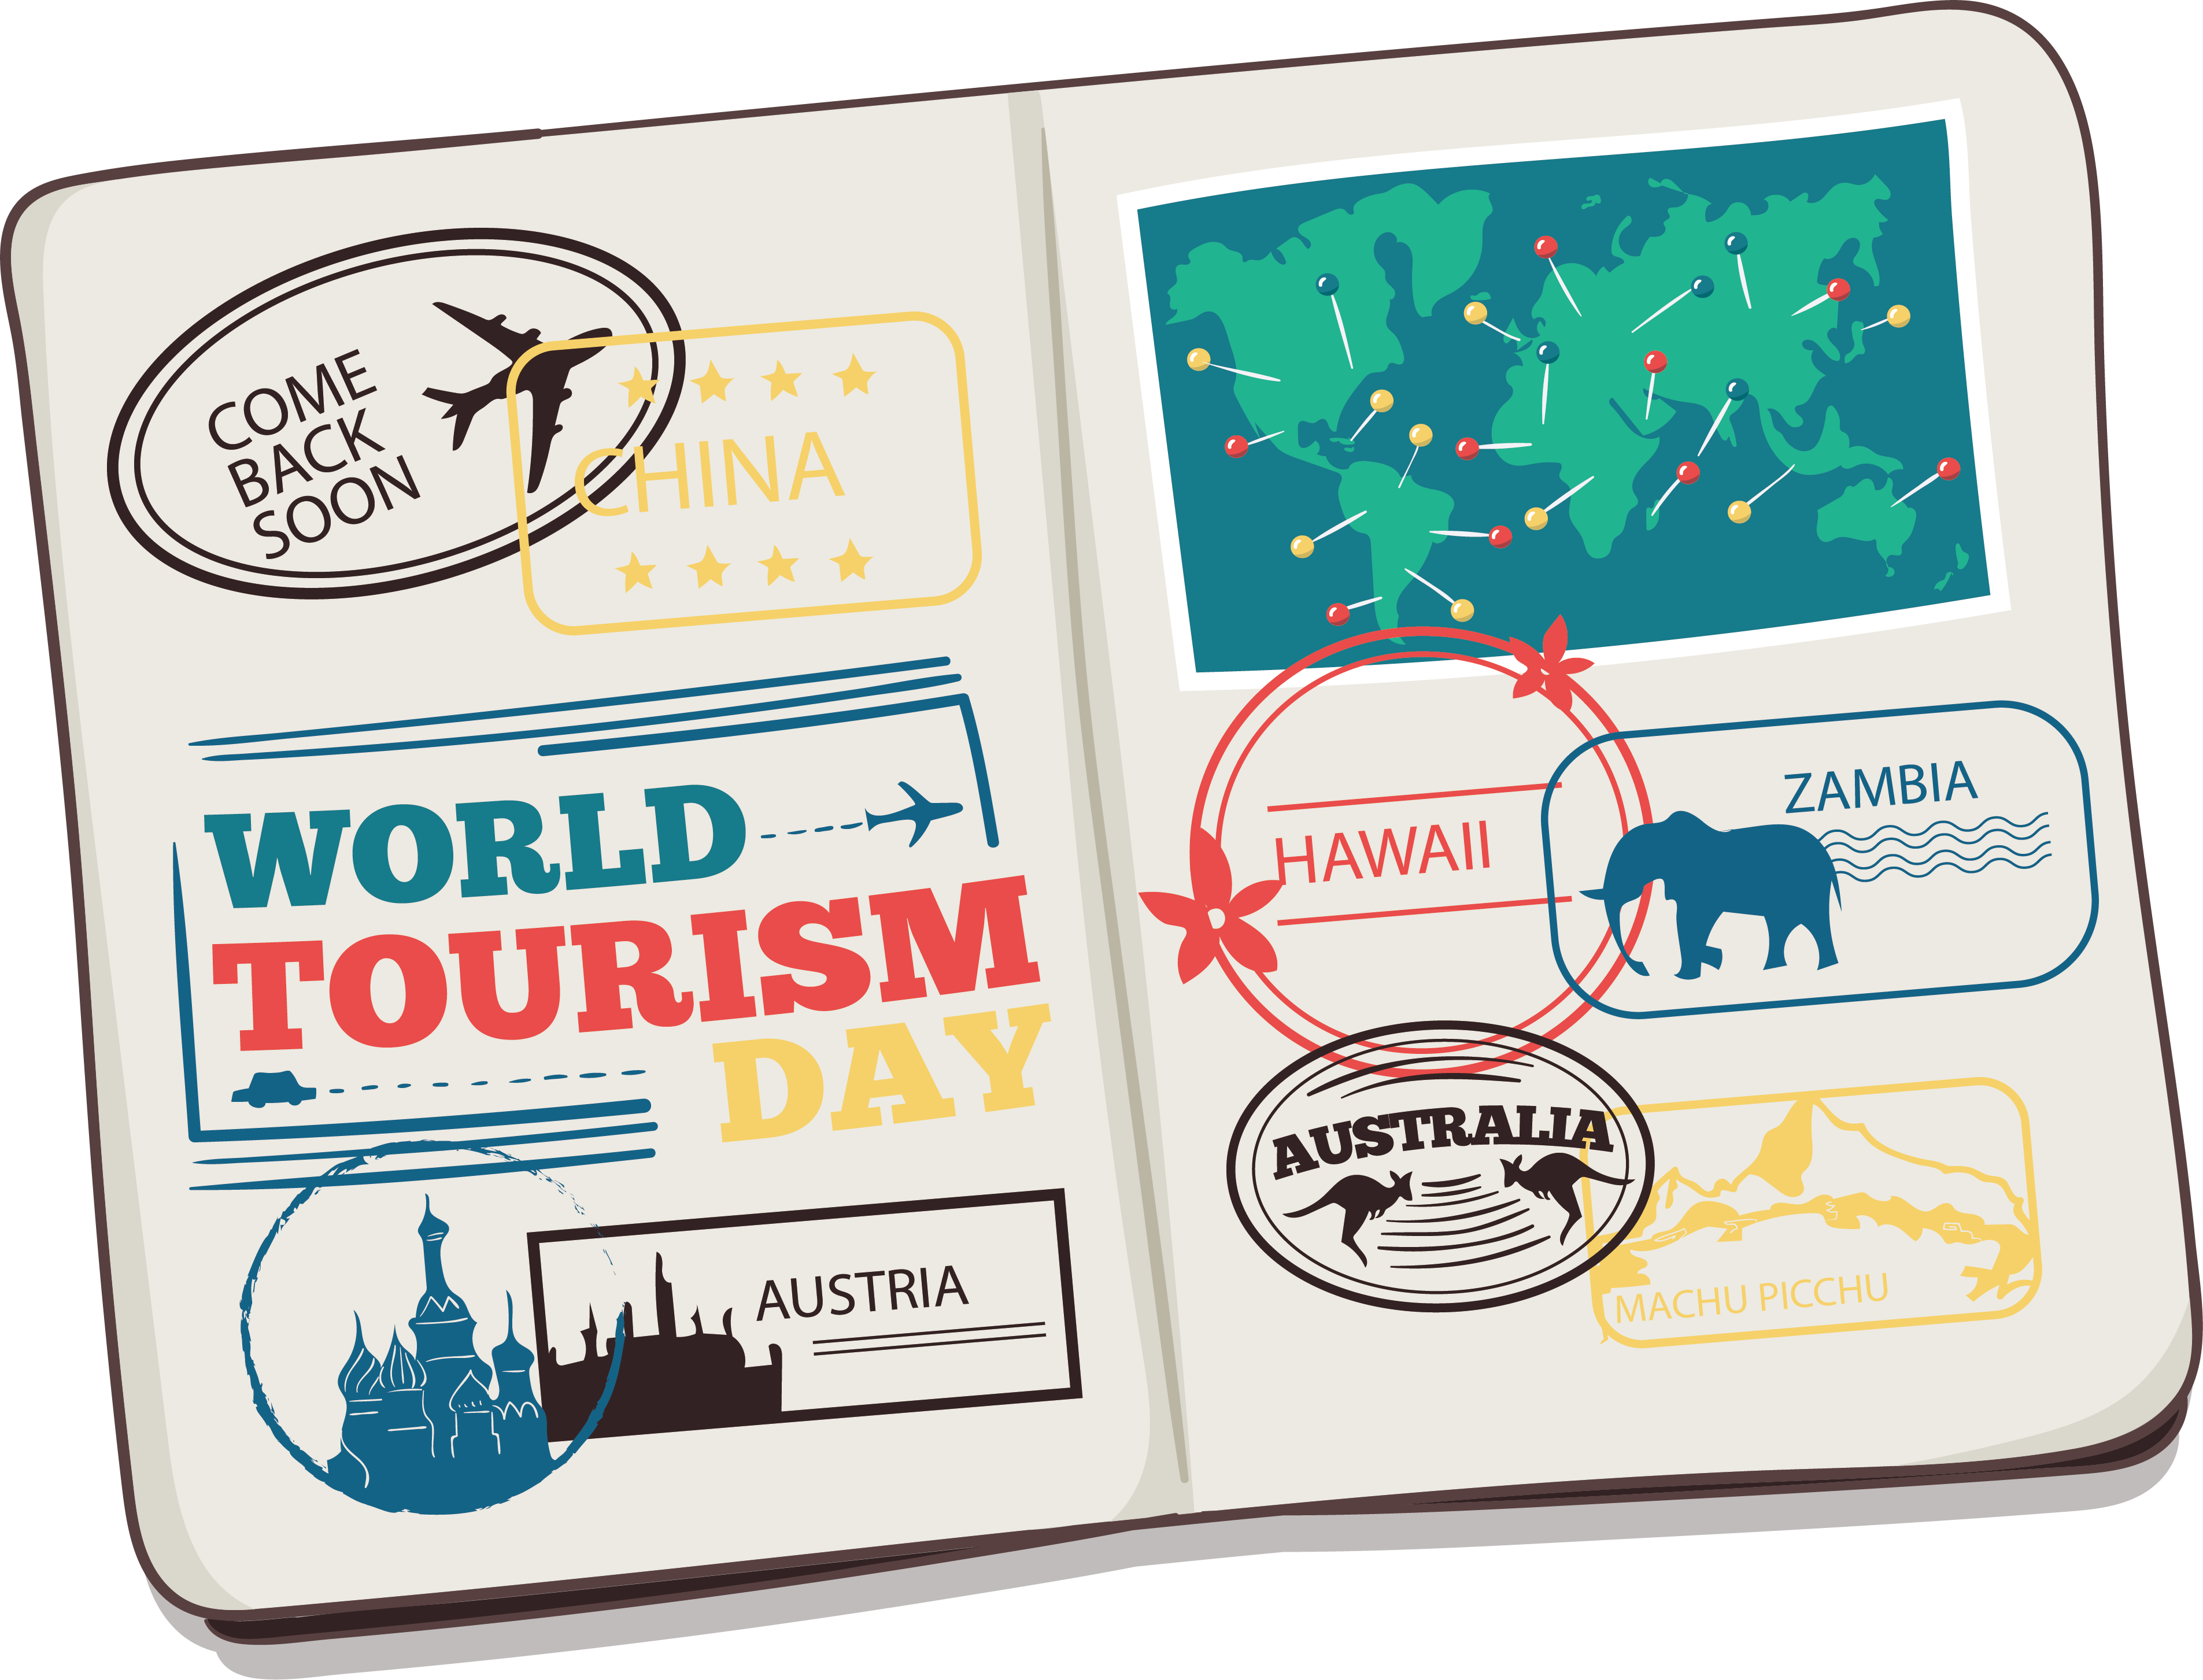 COME
BACK
SOON
CHINA
WORLD
TOURISM
DAY
AUSTRIA
HAWAII
ZAMBIA
AUSTRALIA
MACHU PICCHU